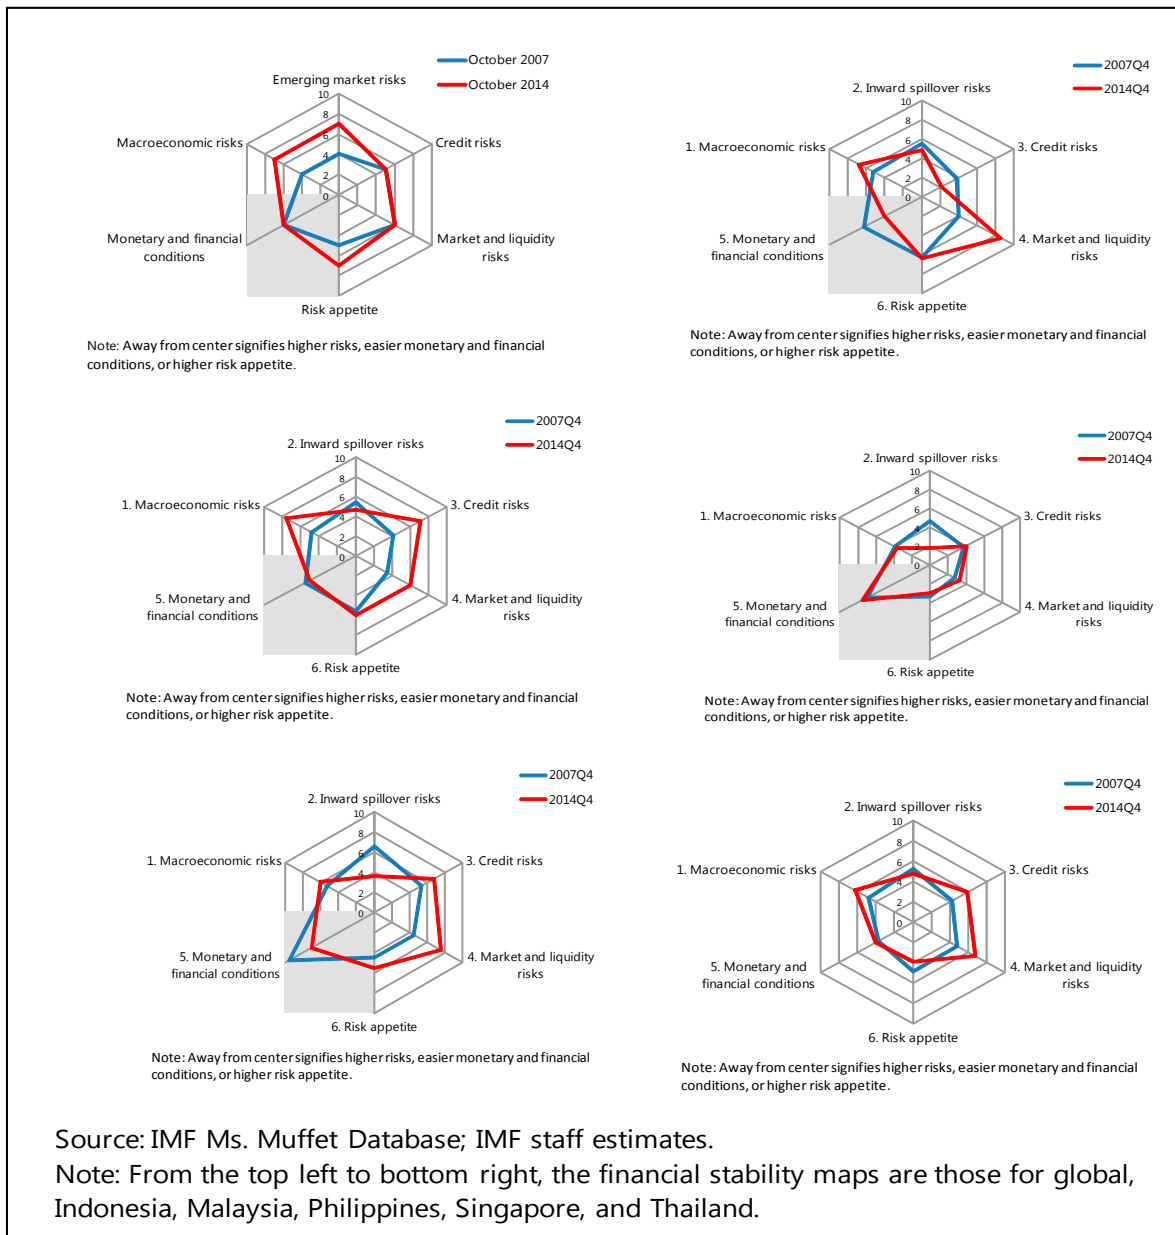 October 2007
October 2014
Emerging market risks
10
8
6
4
2
0
Macroeconomic risks
Credit risks
Monetary and financial
conditions
Market and liquidity
risks
Risk appetite
Note: Away from center signifies higher risks, easier monetary and financial
conditions, or higher risk appetite.
2007Q4
2014Q4
2. Inward spillover risks
10
8
6
4
2
0
1. Macroeconomic risks
3. Credit risks
5. Monetary and
financial conditions
4. Market and liquidity
risks
6. Risk appetite
Note: Away from center signifies higher risks, easier monetary and financial
conditions, or higher risk appetite.
2007Q4
2014Q4
2. Inward spillover risks
10
8
6
4
2
0
1. Macroeconomic risks
3. Credit risks
5. Monetary and
financial conditions
4. Market and liquidity
risks
6. Risk appetite
Note: Away from center signifies higher risks, easier monetary and financial
conditions, or higher risk appetite.
2007Q4
2014Q4
2. Inward spillover risks
10
8
6
4
2
0
1. Macroeconomic risks
3. Credit risks
5. Monetary and
financial conditions
4. Market and liquidity
risks
6. Risk appetite
Note: Away from center signifies higher risks, easier monetary and financial
conditions, or higher risk appetite.
2007Q4
2014Q4
2. Inward spillover risks
10
8
6
4
2
0
1. Macroeconomic risks
3. Credit risks
5. Monetary and
financial conditions
4. Market and liquidity
risks
6. Risk appetite
Note: Away from center signifies higher risks, easier monetary and financial
conditions, or higher risk appetite.
2007Q4
2014Q4
2. Inward spillover risks
10
8
6
4
2
0
1. Macroeconomic risks
3. Credit risks
5. Monetary and
financial conditions
4. Market and liquidity
risks
6. Risk appetite
Note: Away from center signifies higher risks, easier monetary and financial
conditions, or higher risk appetite.
Source: IMF Ms. Muffet Database; IMF staff estimates.
Note: From the top left to bottom right, the financial stability maps are those for global,
Indonesia, Malaysia, Philippines, Singapore, and Thailand.